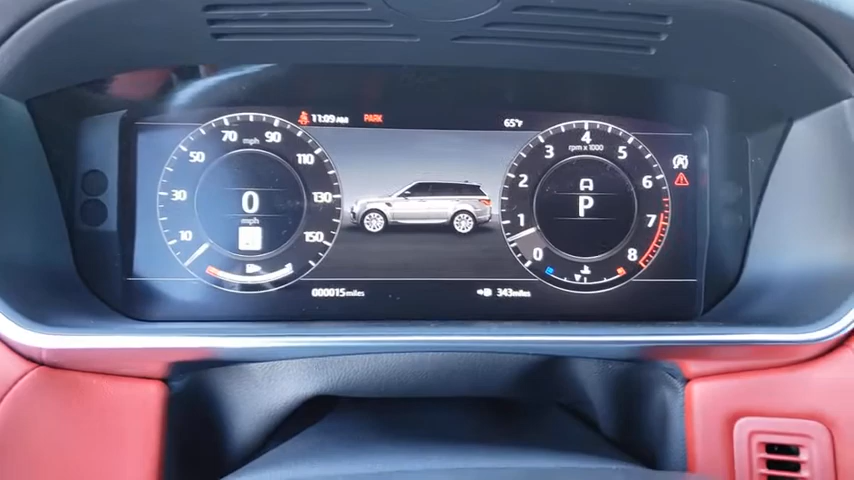 11:09 AM PARK 65°F
10 30 50 70 90 110 130 150
mph
0
mph
0 1 2 3 4 5 6 7 8
rpm x 1000
A
P
000015 miles
343 miles